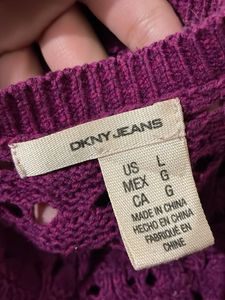 DKNY JEANS
US L
MEX G
CA G
MADE IN CHINA
HECHO EN CHINA
FABRIQUÉ EN
CHINE